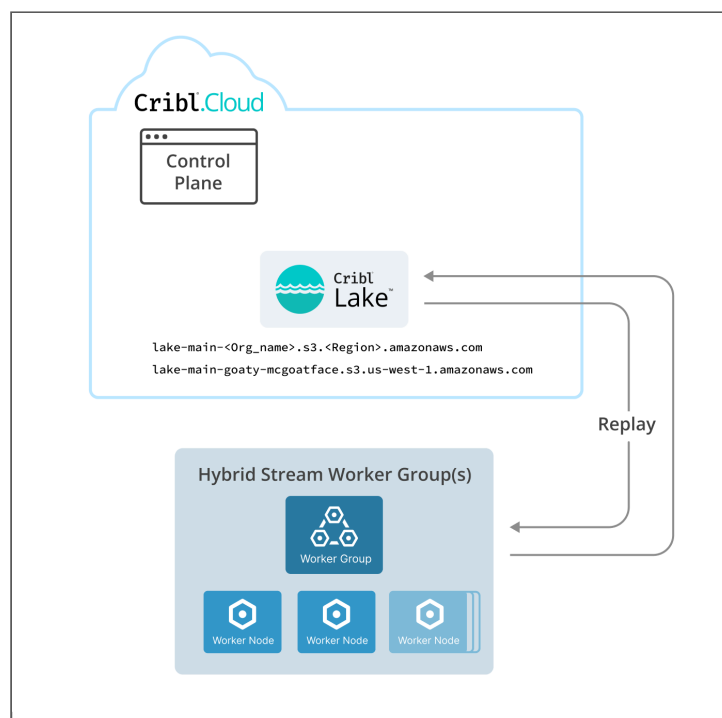 Cribl.Cloud
Control
Plane
Cribl
Lake™
lake-main-<Org_name>.s3.<Region>.amazonaws.com
lake-main-goaty-mcgoatface.s3.us-west-1.amazonaws.com
Replay
Hybrid Stream Worker Group(s)
Worker Group
Worker Node
Worker Node
Worker Node